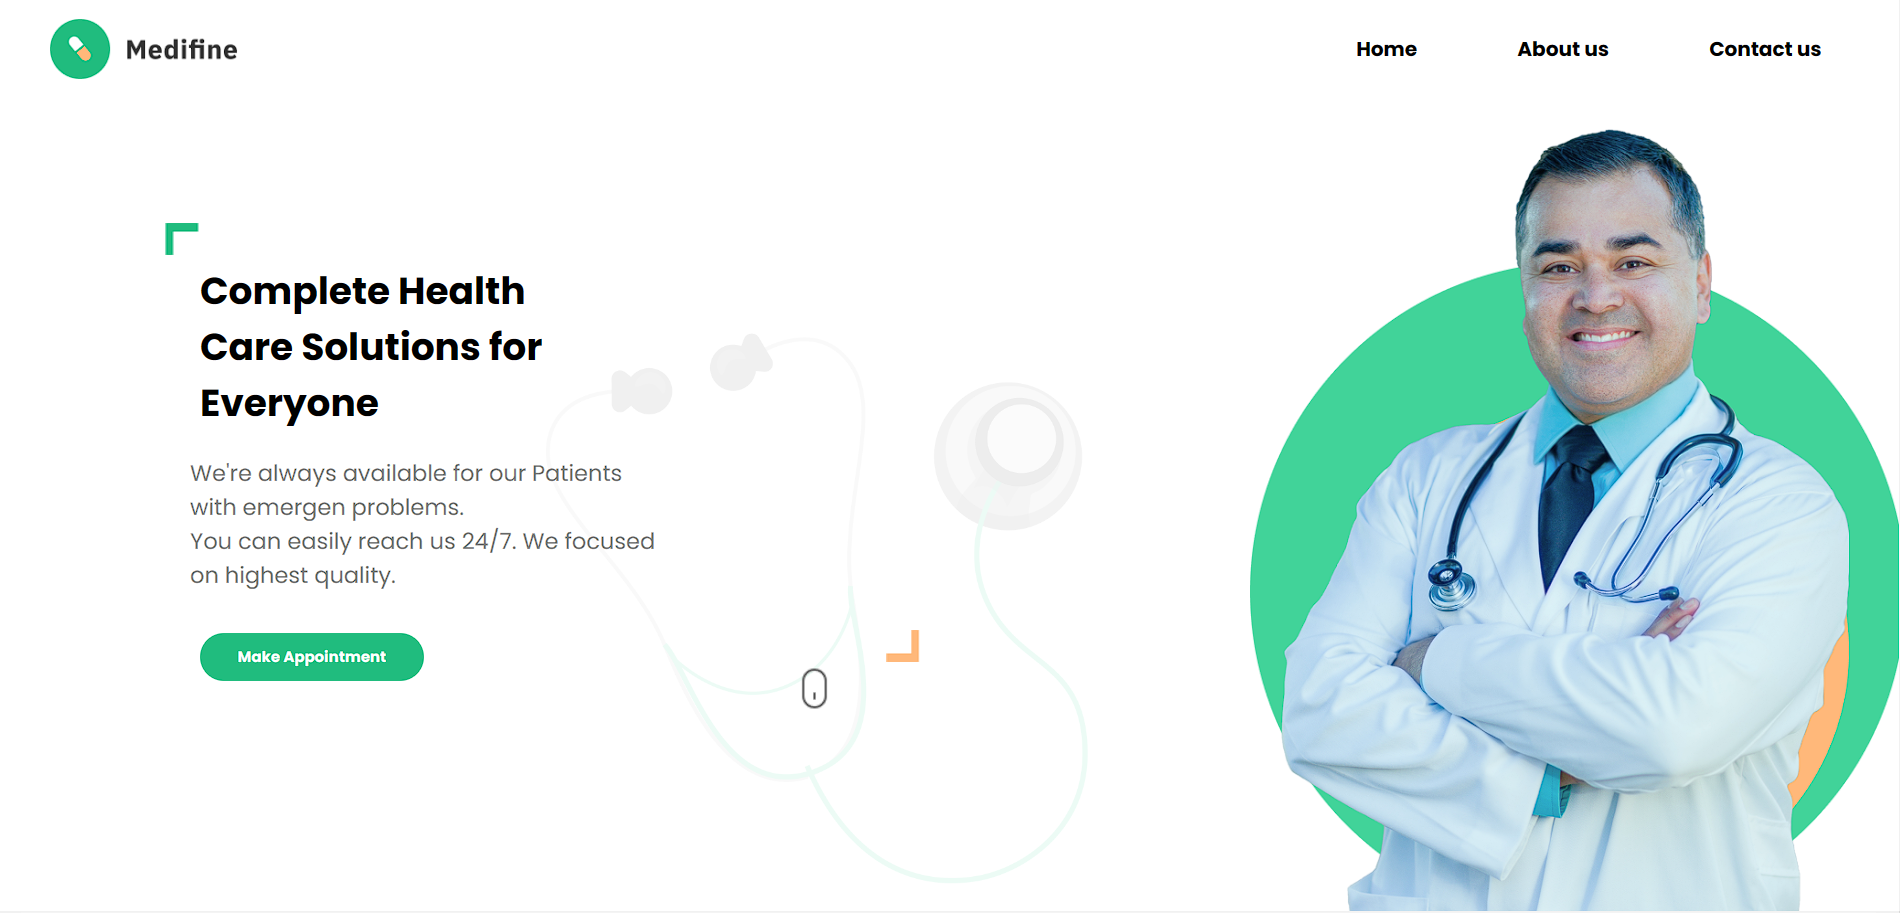 Medifine
Home
About us
Contact us
Complete Health
Care Solutions for
Everyone
We're always available for our Patients
with emergen problems.
You can easily reach us 24/7. We focused
on highest quality.
Make Appointment